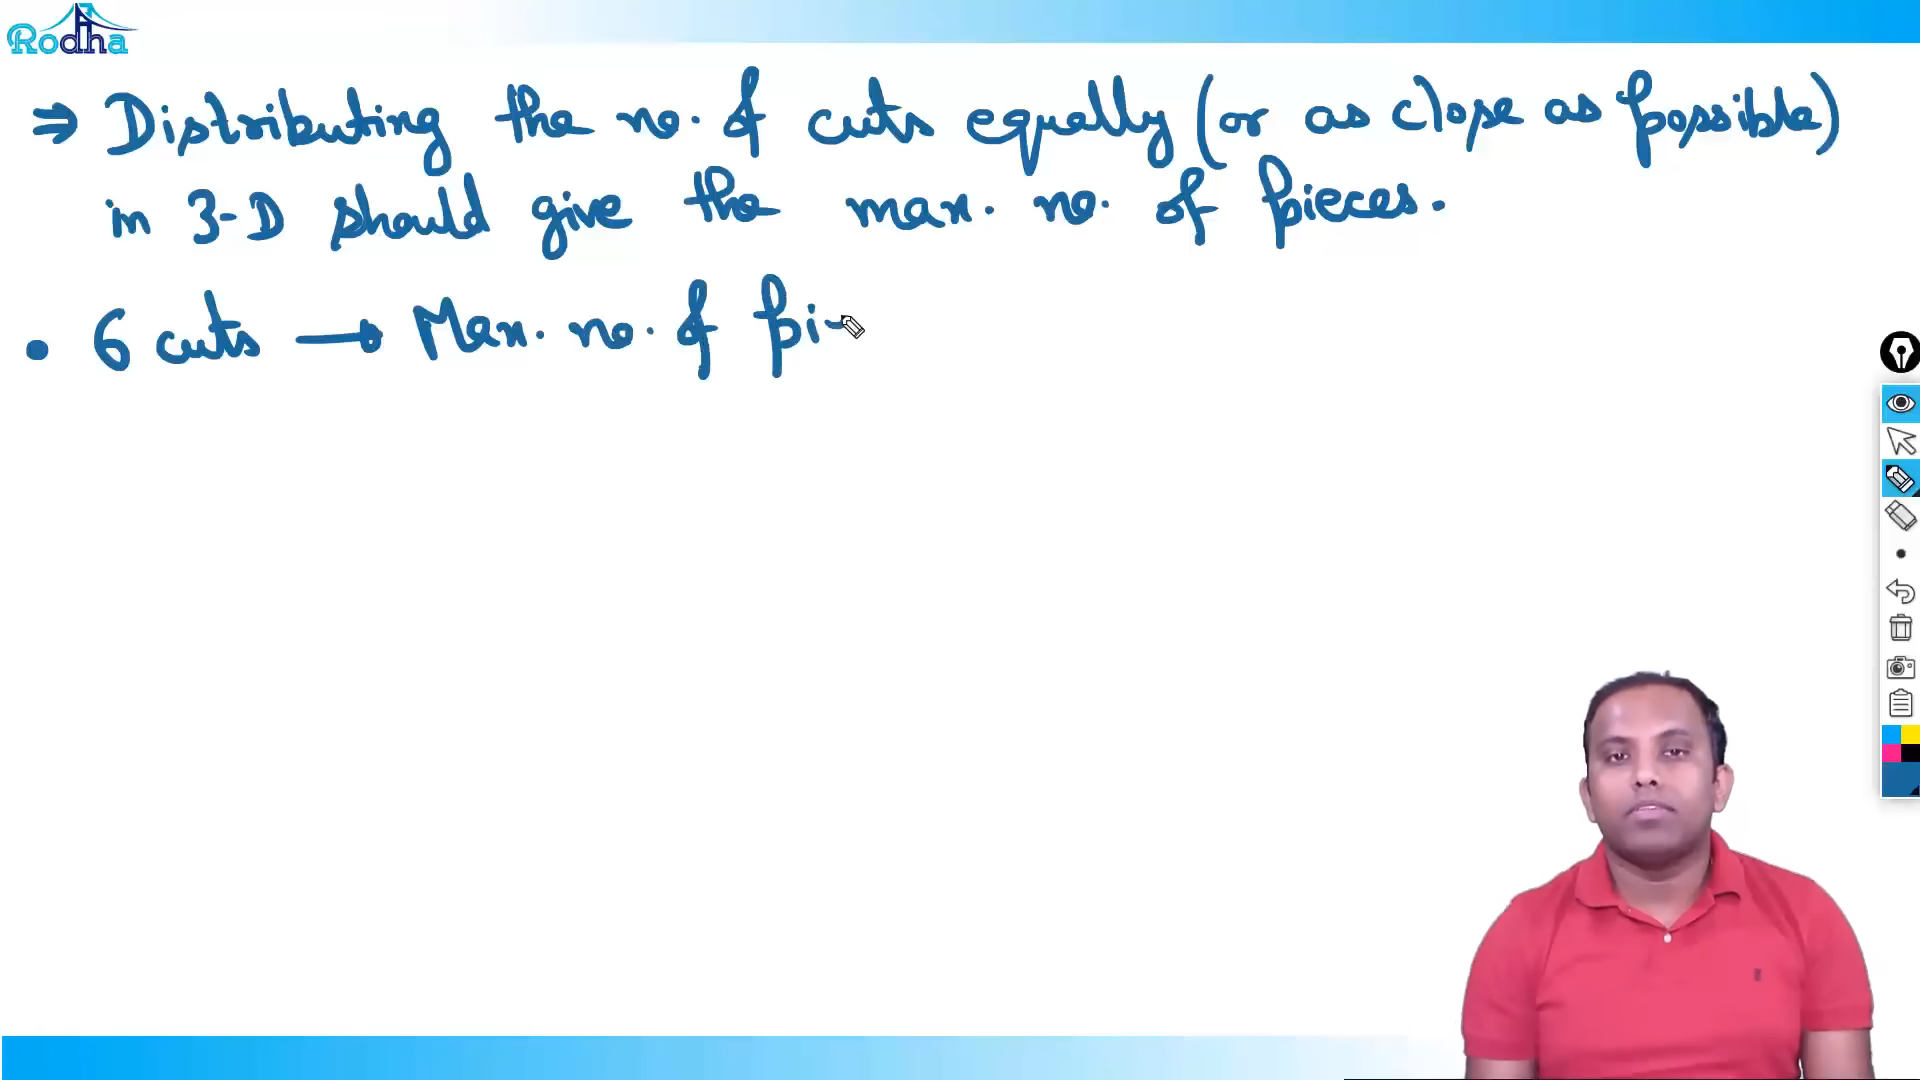 Rodha
⇒ Distributing the no. of cuts equally (or as close as possible)
in 3-D should give the max. no. of pieces.
• 6 cuts → Max. no. of pi